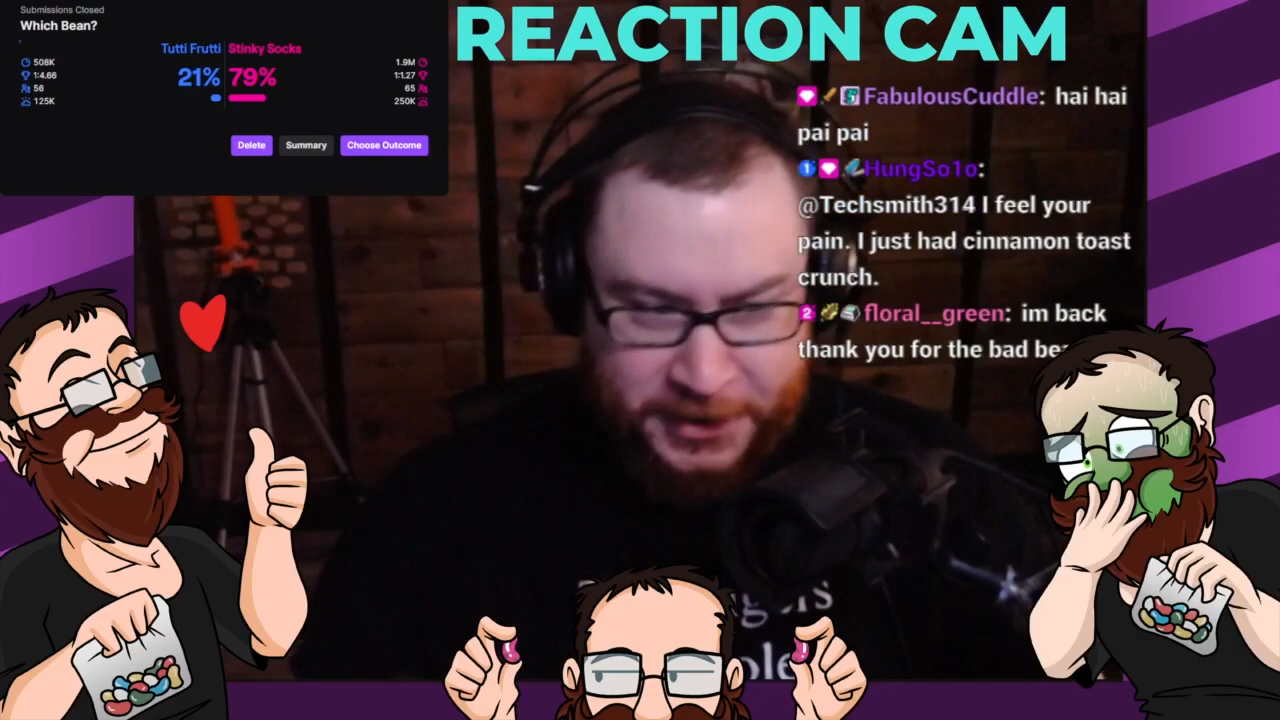 Submissions Closed
Which Bean?
Tutti Frutti Stinky Socks
21% 79%
508K 1.9M
1:4.66 1:1.27
56 65
125K 250K
Delete Summary Choose Outcome
REACTION CAM
FabulousCuddle: hai hai
pai pai
HungSo1o:
@Techsmith314 I feel your
pain. I just had cinnamon toast
crunch.
floral__green: im back
thank you for the bad